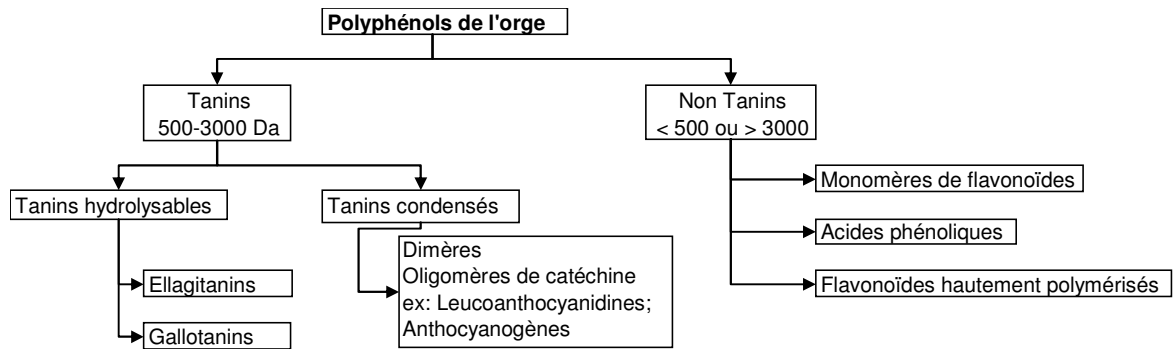 Polyphénols de l'orge
Tanins
500-3000 Da
Non Tanins
< 500 ou > 3000
Tanins hydrolysables
Tanins condensés
Ellagitanins
Gallotanins
Dimères
Oligomères de catéchine
ex: Leucoanthocyanidines;
Anthocyanogènes
Monomères de flavonoïdes
Acides phénoliques
Flavonoïdes hautement polymérisés